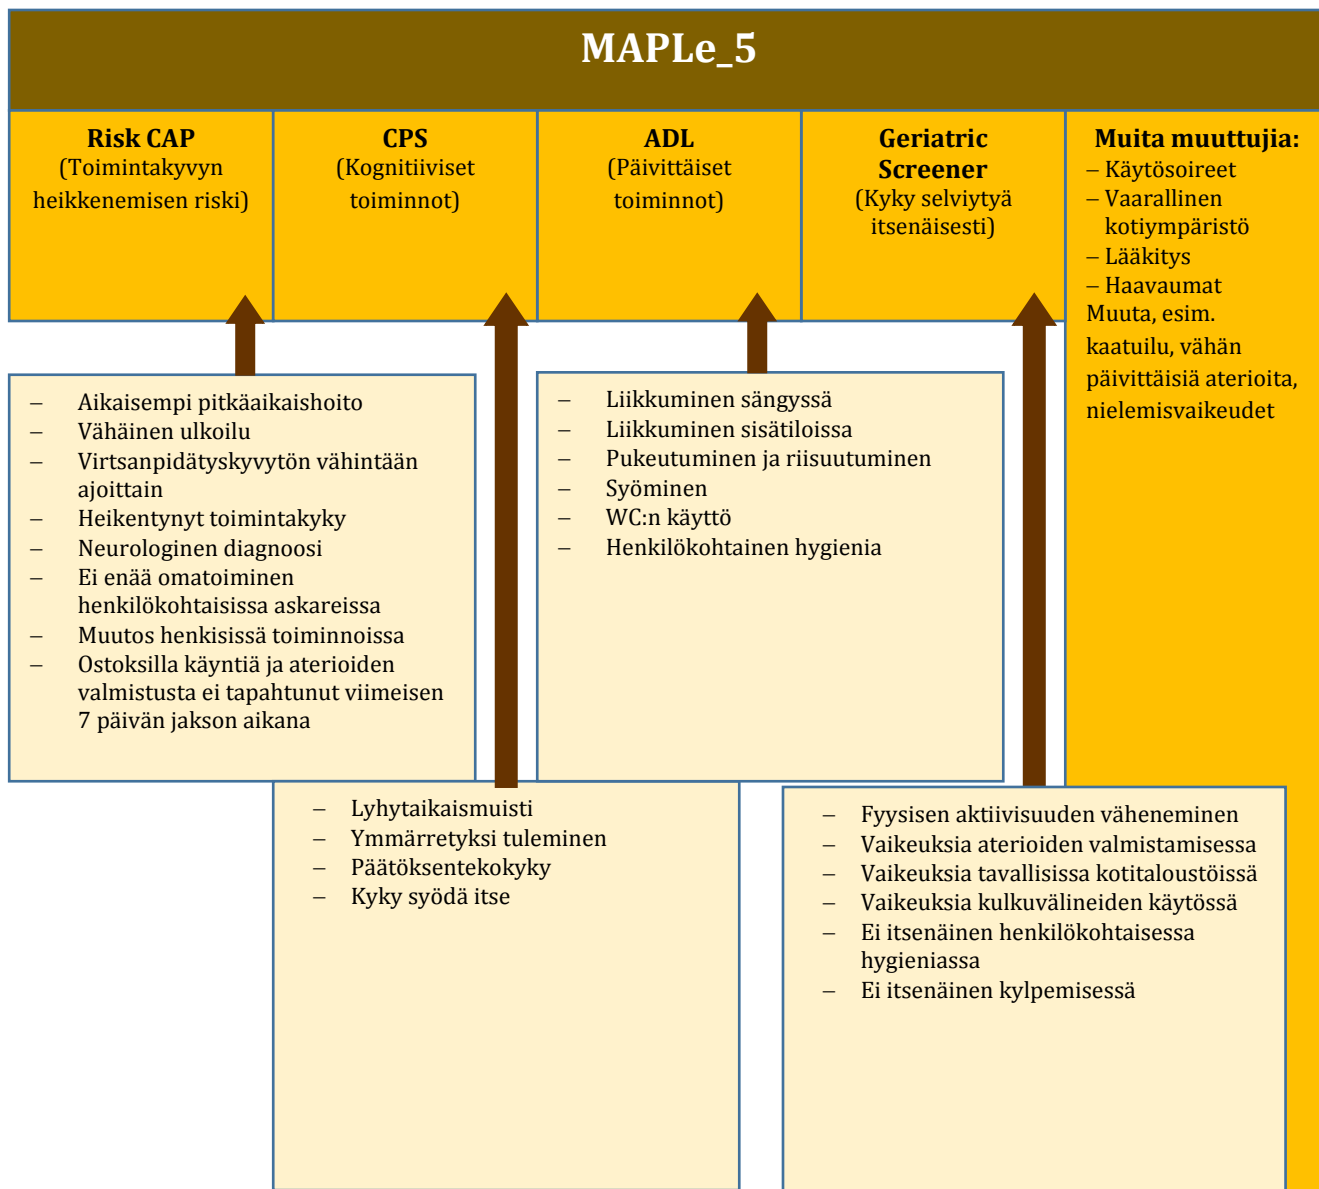 MAPLe_5
Risk CAP
(Toimintakyvyn
heikkenemisen riski)
CPS
(Kognitiiviset
toiminnot)
ADL
(Päivittäiset
toiminnot)
Geriatric
Screener
(Kyky selviytyä
itsenäisesti)
Muita muuttujia:
– Käytösoireet
– Vaarallinen
kotiympäristö
– Lääkitys
– Haavaumat
Muuta, esim.
kaatuilu, vähän
päivittäisiä aterioita,
nielemisvaikeudet
– Aikaisempi pitkäaikaishoito
– Vähäinen ulkoilu
– Virtsanpidätyskyvytön vähintään
ajoittain
– Heikentynyt toimintakyky
– Neurologinen diagnoosi
– Ei enää omatoiminen
henkilökohtaisissa askareissa
– Muutos henkisissä toiminnoissa
– Ostoksilla käyntiä ja aterioiden
valmistusta ei tapahtunut viimeisen
7 päivän jakson aikana
– Liikkuminen sängyssä
– Liikkuminen sisätiloissa
– Pukeutuminen ja riisuutuminen
– Syöminen
– WC:n käyttö
– Henkilökohtainen hygienia
– Lyhytaikaismuisti
– Ymmärretyksi tuleminen
– Päätöksentekokyky
– Kyky syödä itse
– Fyysisen aktiivisuuden väheneminen
– Vaikeuksia aterioiden valmistamisessa
– Vaikeuksia tavallisissa kotitaloustöissä
– Vaikeuksia kulkuvälineiden käytössä
– Ei itsenäinen henkilökohtaisessa
hygieniassa
– Ei itsenäinen kylpemisessä